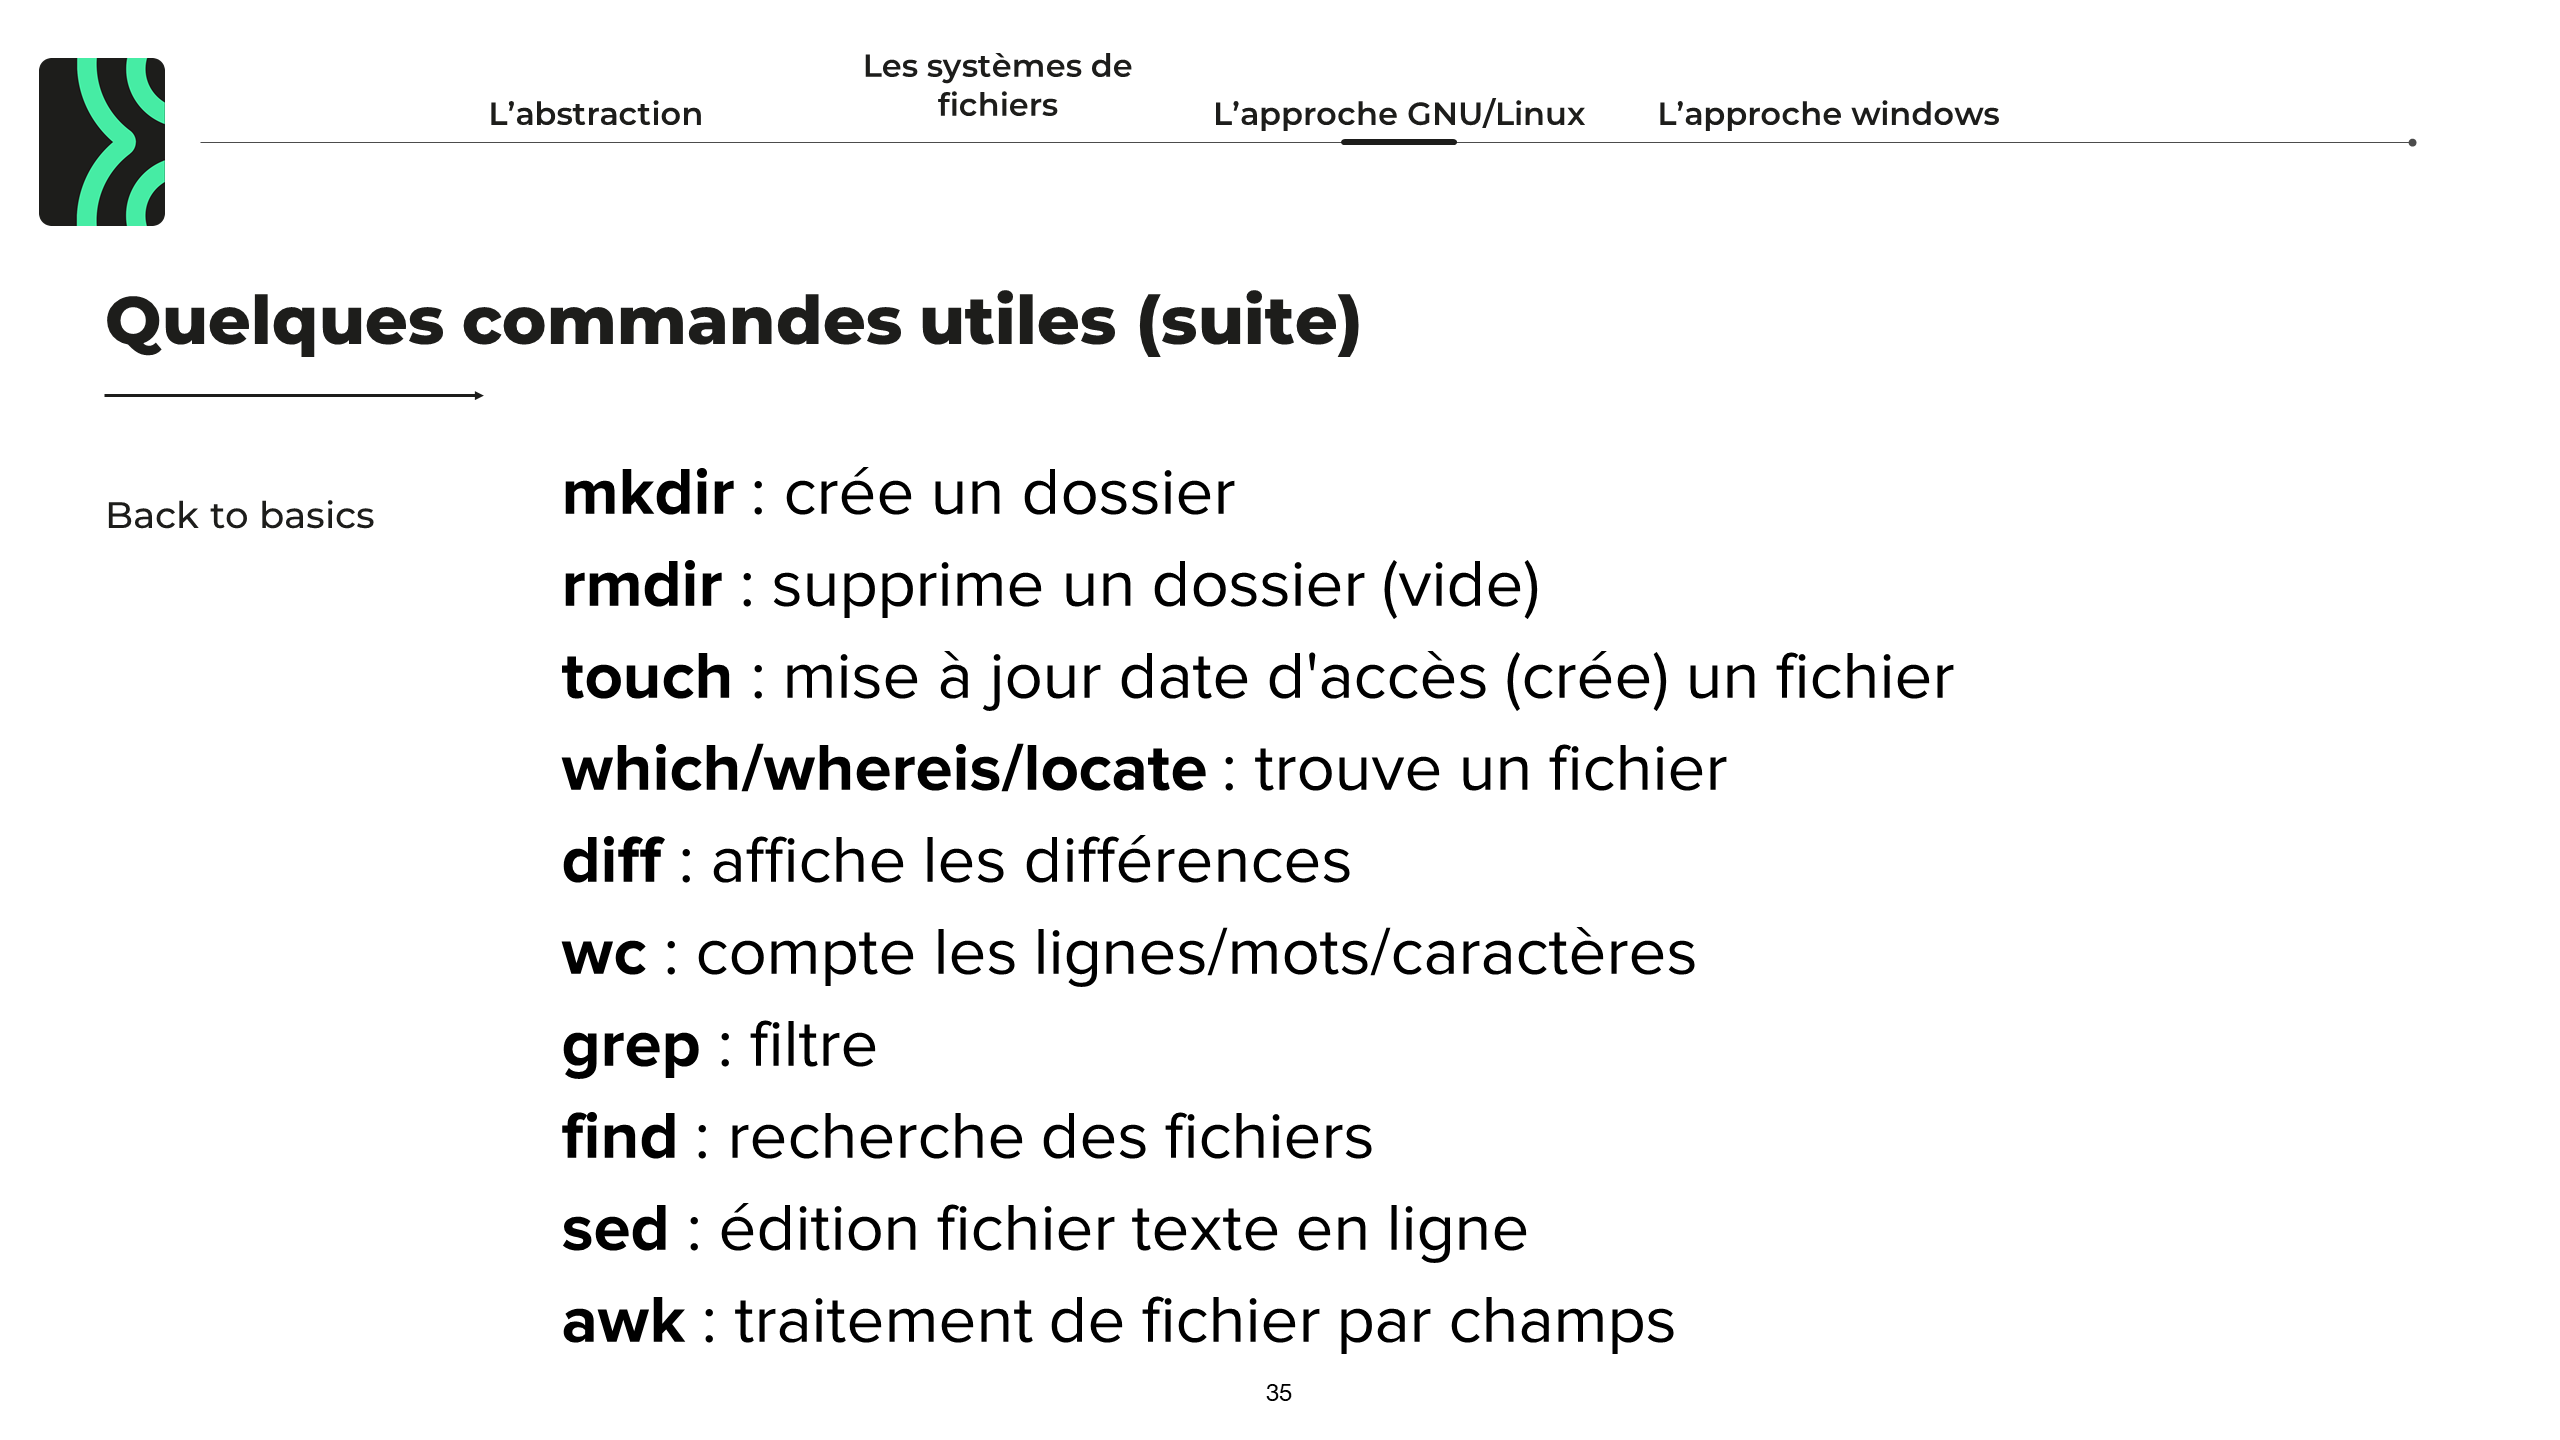 L’abstraction
Les systèmes de
fichiers
L’approche GNU/Linux
L’approche windows
Quelques commandes utiles (suite)
Back to basics
mkdir : crée un dossier
rmdir : supprime un dossier (vide)
touch : mise à jour date d'accès (crée) un fichier
which/whereis/locate : trouve un fichier
diff : affiche les différences
wc : compte les lignes/mots/caractères
grep : filtre
find : recherche des fichiers
sed : édition fichier texte en ligne
awk : traitement de fichier par champs
35